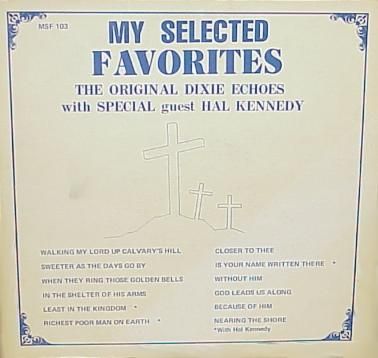 MSF 103
MY SELECTED
FAVORITES
THE ORIGINAL DIXIE ECHOES
with SPECIAL guest HAL KENNEDY
WALKING MY LORD UP CALVARY'S HILL
SWEETER AS THE DAYS GO BY
WHEN THEY RING THOSE GOLDEN BELLS
IN THE SHELTER OF HIS ARMS
LEAST IN THE KINGDOM *
RICHEST POOR MAN ON EARTH *
CLOSER TO THEE
IS YOUR NAME WRITTEN THERE *
WITHOUT HIM
GOD LEADS US ALONG
BECAUSE OF HIM
NEARING THE SHORE
*With Hal Kennedy